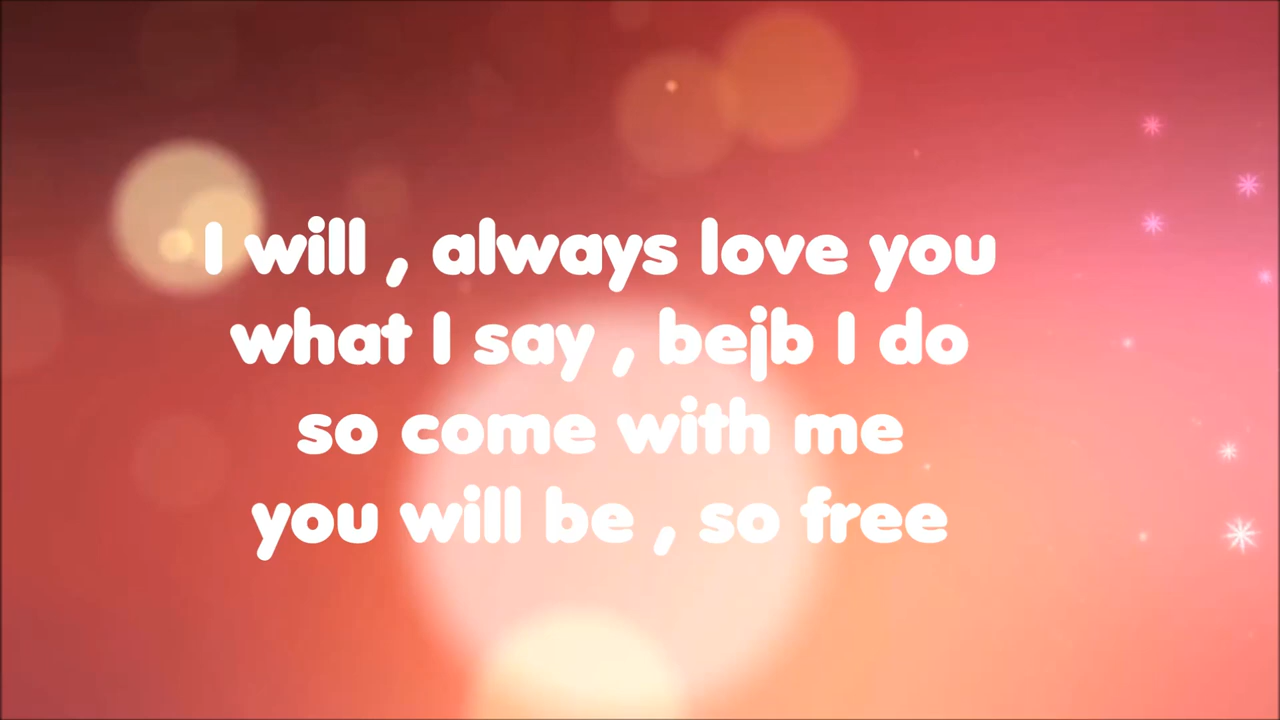 I will , always love you
what I say , bejb I do
so come with me
you will be , so free